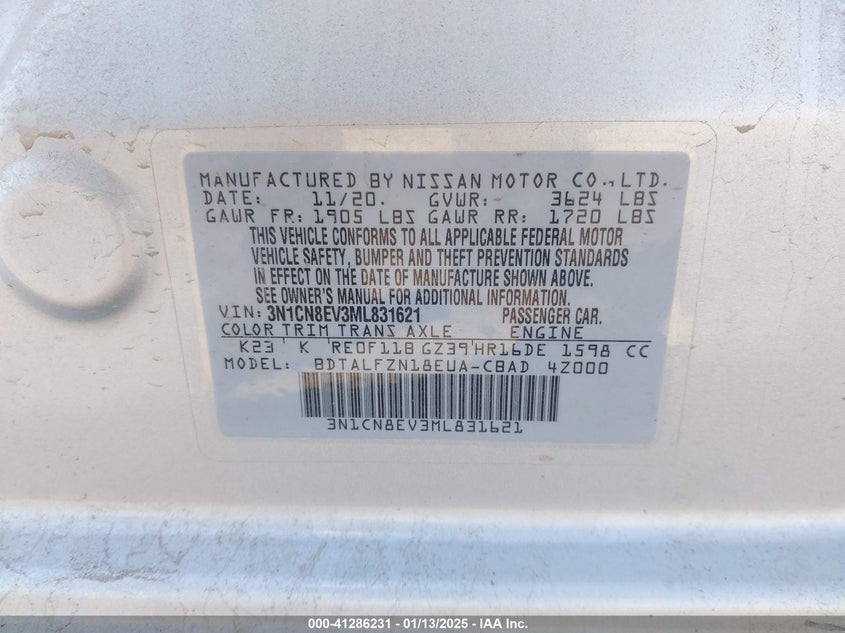 MANUFACTURED BY NISSAN MOTOR CO., LTD.
DATE: 11/20. GVWR: 3624 LBS
GAWR FR: 1905 LBS GAWR RR: 1720 LBS
THIS VEHICLE CONFORMS TO ALL APPLICABLE FEDERAL MOTOR
VEHICLE SAFETY, BUMPER AND THEFT PREVENTION STANDARDS
IN EFFECT ON THE DATE OF MANUFACTURE SHOWN ABOVE.
SEE OWNER'S MANUAL FOR ADDITIONAL INFORMATION.
VIN: 3N1CN8EV3ML831621 PASSENGER CAR.
COLOR TRIM TRANS AXLE ENGINE
K23 K RE0F11B GZ39 HR16DE 1598 CC
MODEL: BDTALFZN18EUA-CBAD 4Z000
3N1CN8EV3ML831621
000-41286231 - 01/13/2025 - © IAA, Inc.